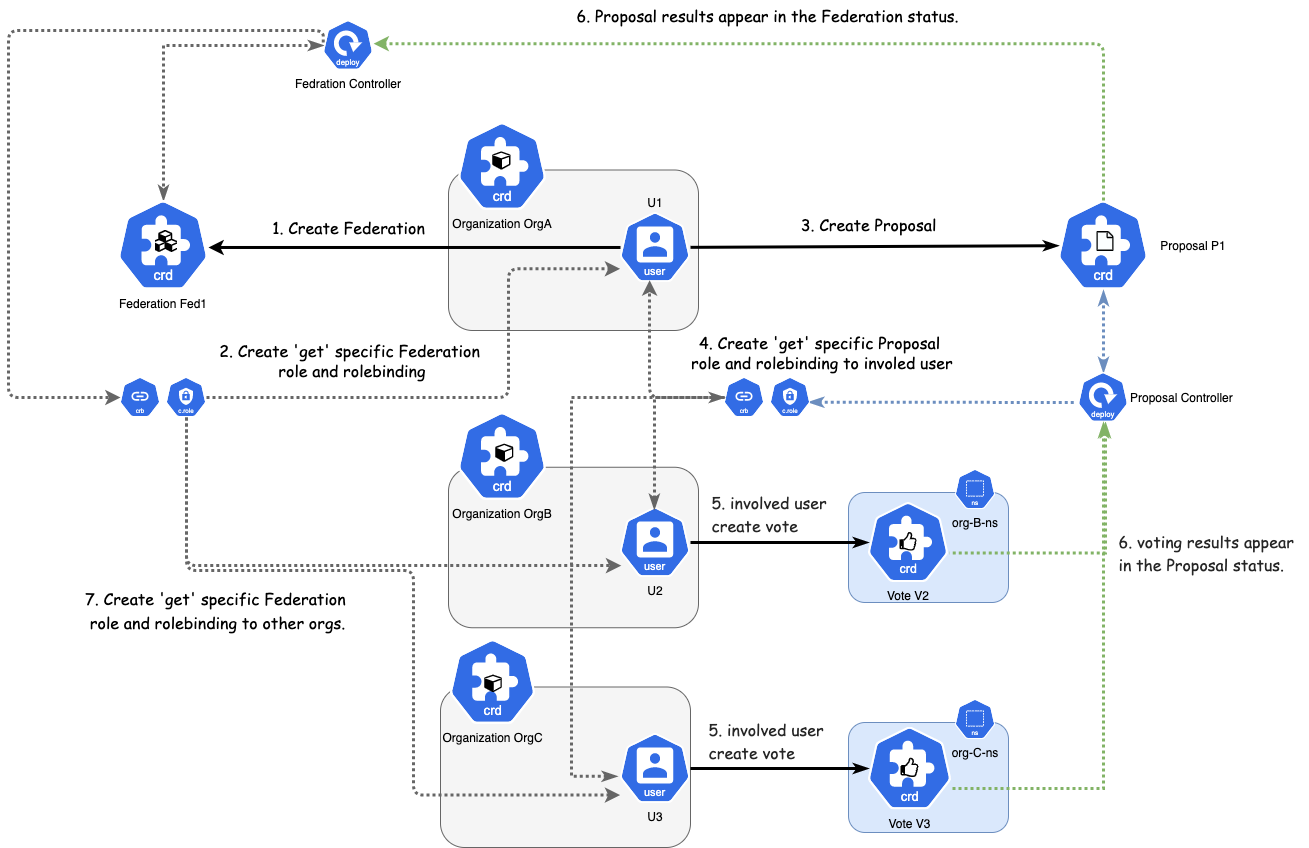 6. Proposal results appear in the Federation status.
deploy
Fedration Controller
crd
Organization OrgA
U1
user
1. Create Federation
3. Create Proposal
crd
Federation Fed1
crd
Proposal P1
2. Create 'get' specific Federation
role and rolebinding
4. Create 'get' specific Proposal
role and rolebinding to involed user
crb
c.role
crb
c.role
deploy
Proposal Controller
crd
Organization OrgB
user
U2
5. involved user
create vote
ns
org-B-ns
crd
Vote V2
6. voting results appear
in the Proposal status.
7. Create 'get' specific Federation
role and rolebinding to other orgs.
crd
Organization OrgC
user
U3
5. involved user
create vote
ns
org-C-ns
crd
Vote V3